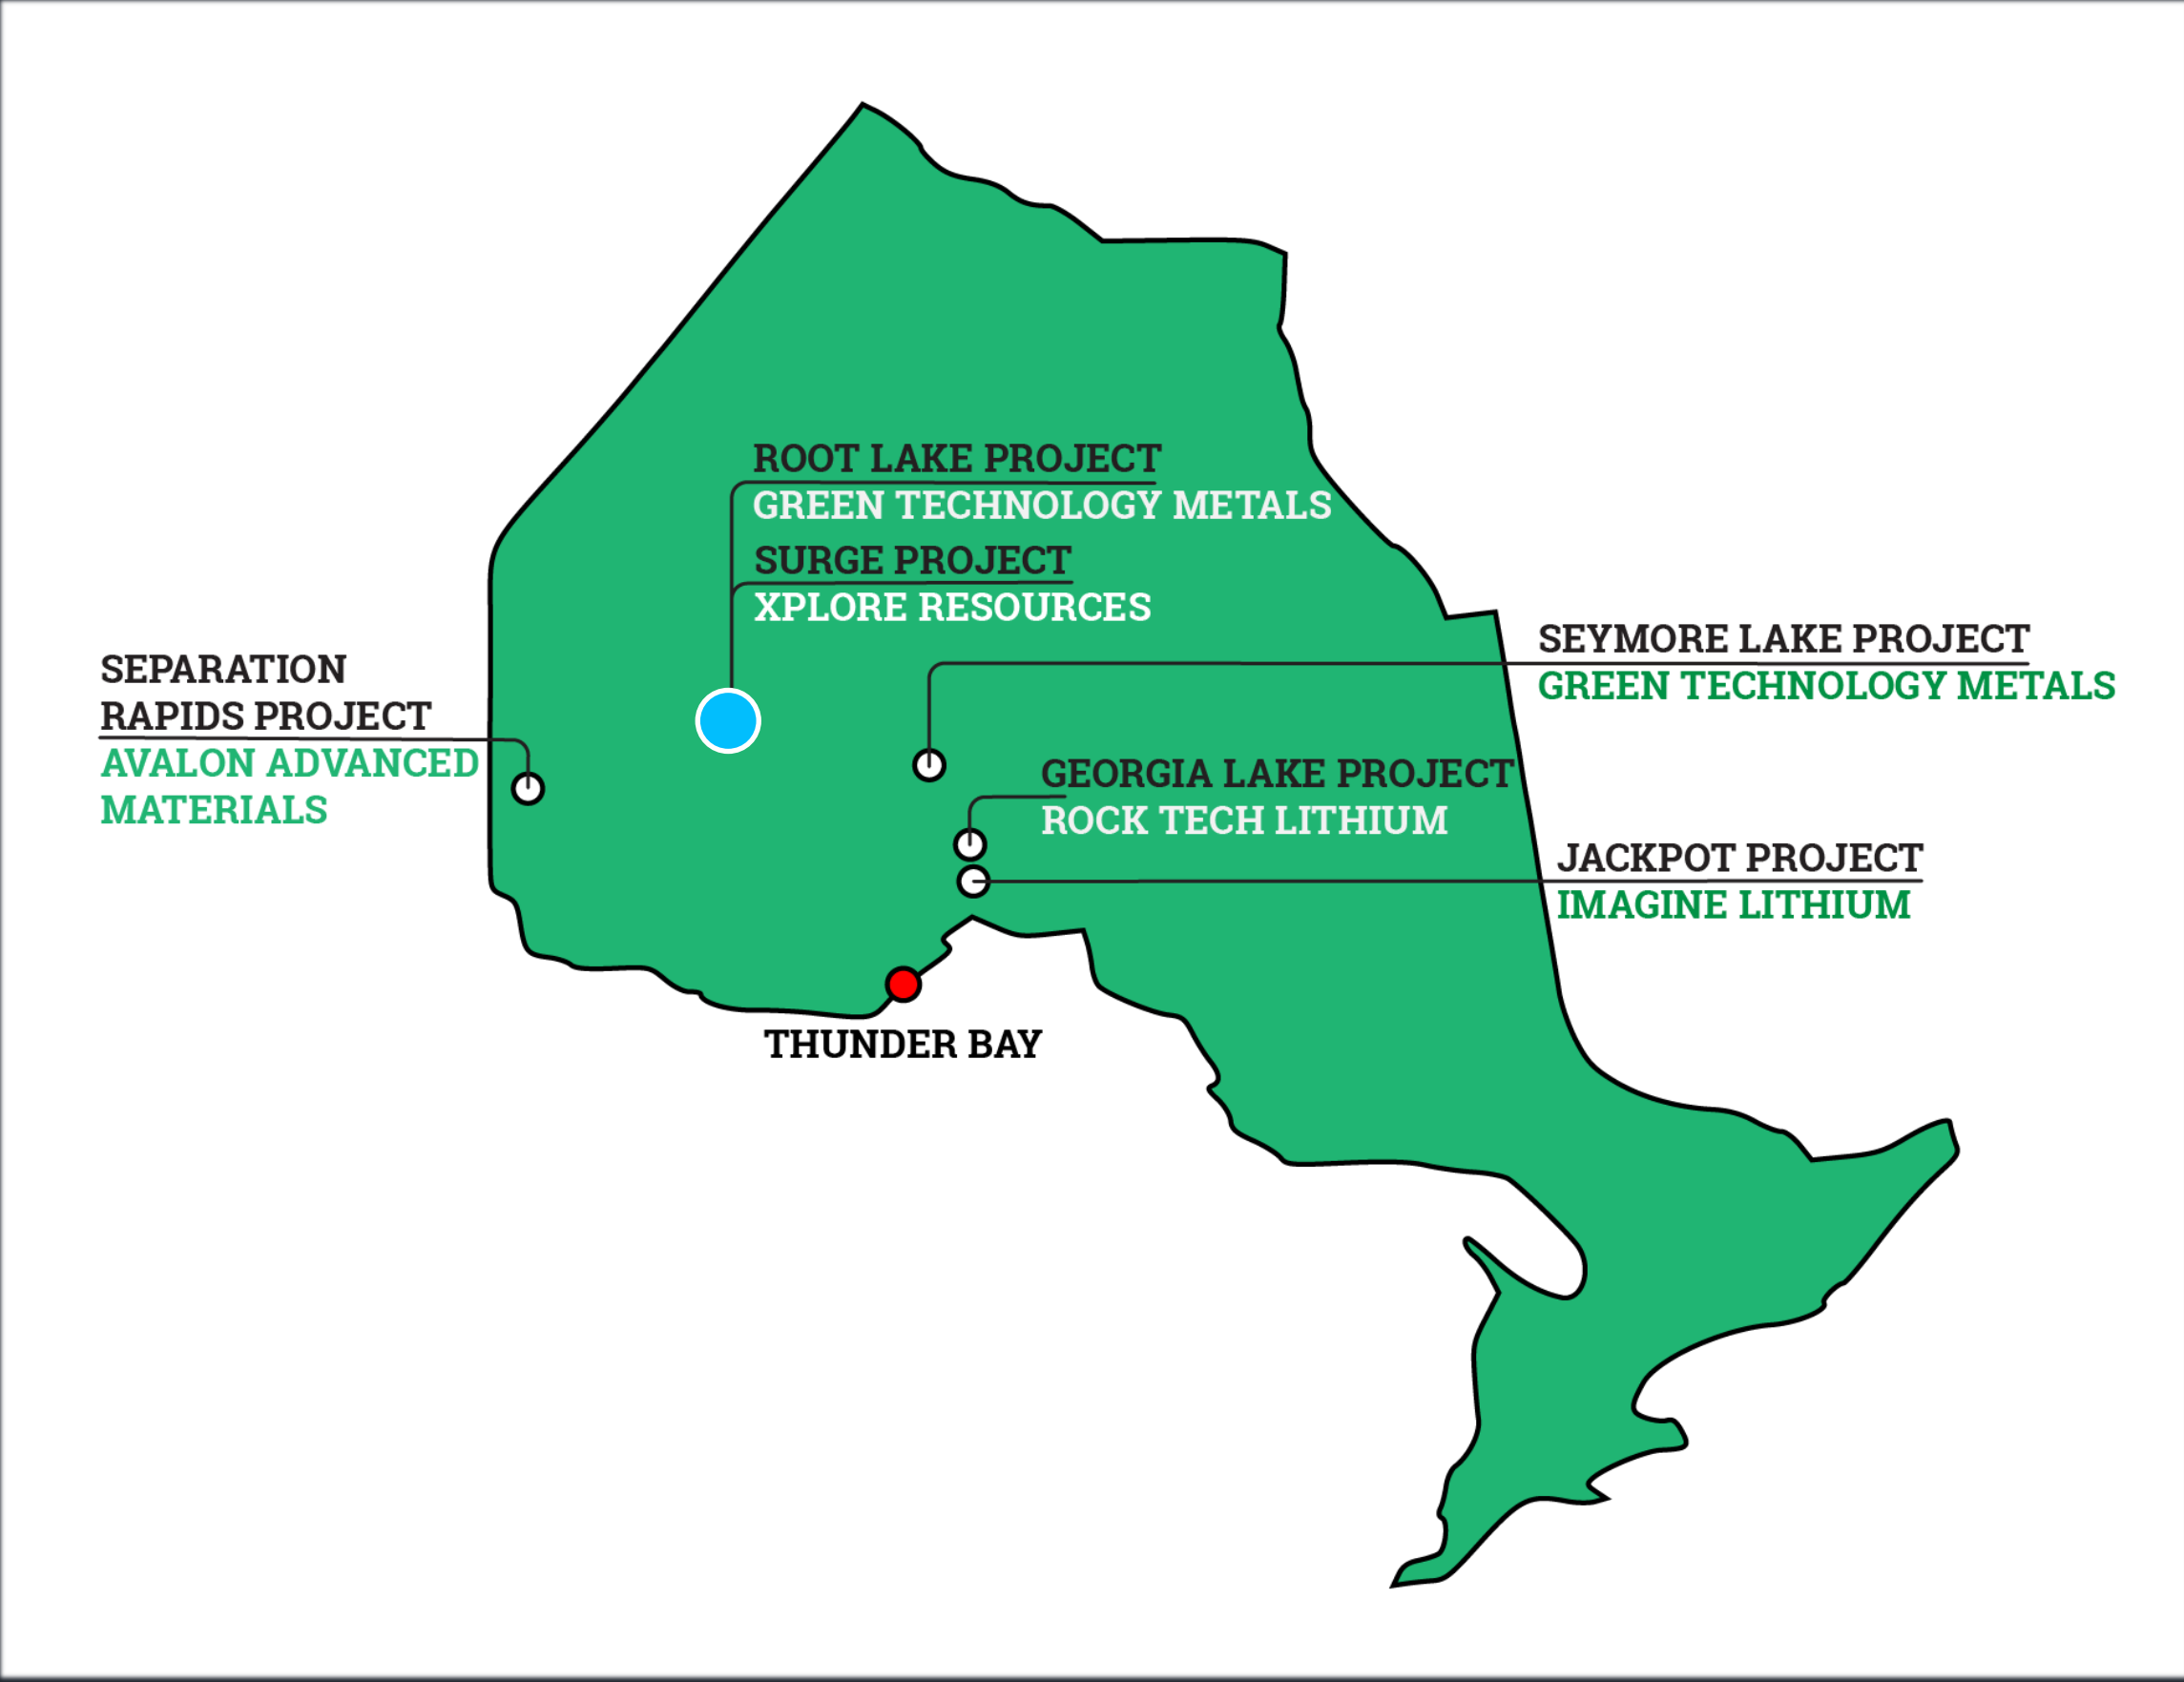 ROOT LAKE PROJECT
GREEN TECHNOLOGY METALS
SURGE PROJECT
XPLORE RESOURCES
SEYMORE LAKE PROJECT
GREEN TECHNOLOGY METALS
SEPARATION
RAPIDS PROJECT
AVALON ADVANCED
MATERIALS
GEORGIA LAKE PROJECT
ROCK TECH LITHIUM
JACKPOT PROJECT
IMAGINE LITHIUM
THUNDER BAY